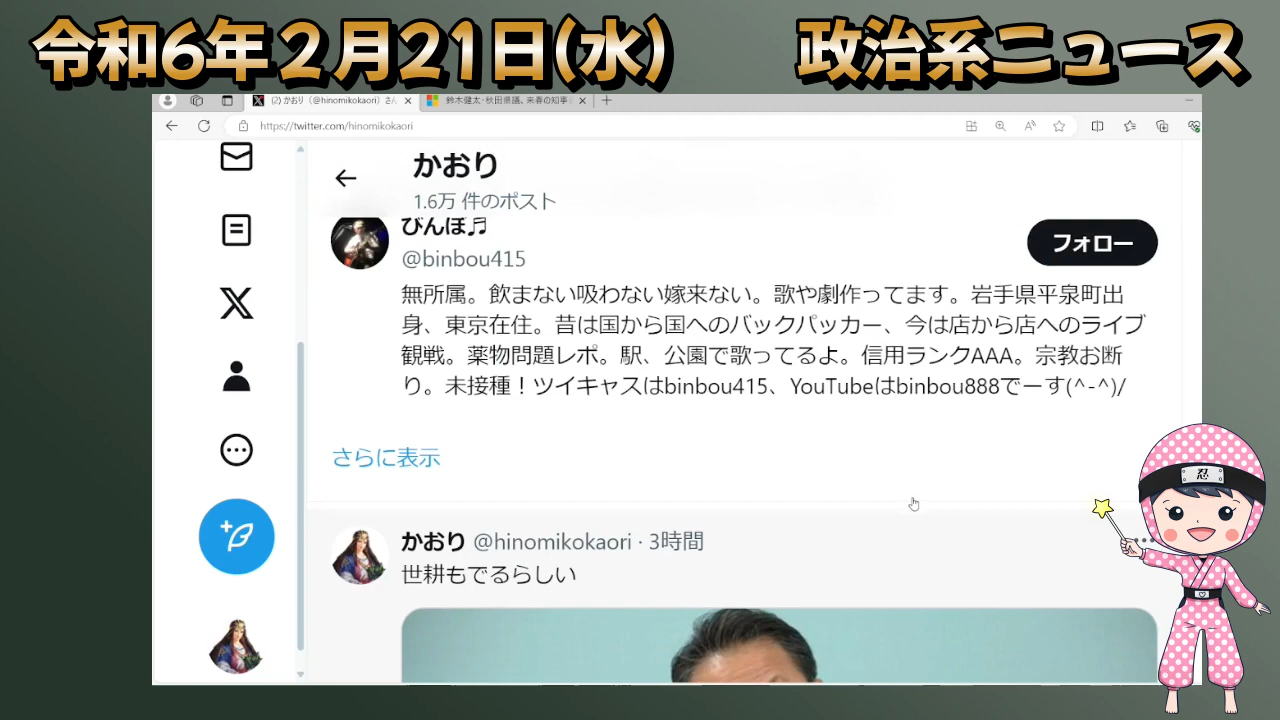 令和6年２月21日(水)　政治系ニュース
(2) かおり (@hinomikokaori) さん
鈴木健太・秋田県議、来春の知事
https://twitter.com/hinomikokaori
かおり
1.6万 件のポスト
びんぼ♬
@binbou415
フォロー
無所属。飲まない吸わない嫁来ない。歌や劇作ってます。岩手県平泉町出
身、東京在住。昔は国から国へのバックパッカー、今は店から店へのライブ
観戦。薬物問題レポ。駅、公園で歌ってるよ。信用ランクAAA。宗教お断
り。未接種！ツイキャスはbinbou415、YouTubeはbinbou888でーす(^-^)/
さらに表示
かおり @hinomikokaori · 3時間
世耕もでるらしい
忍